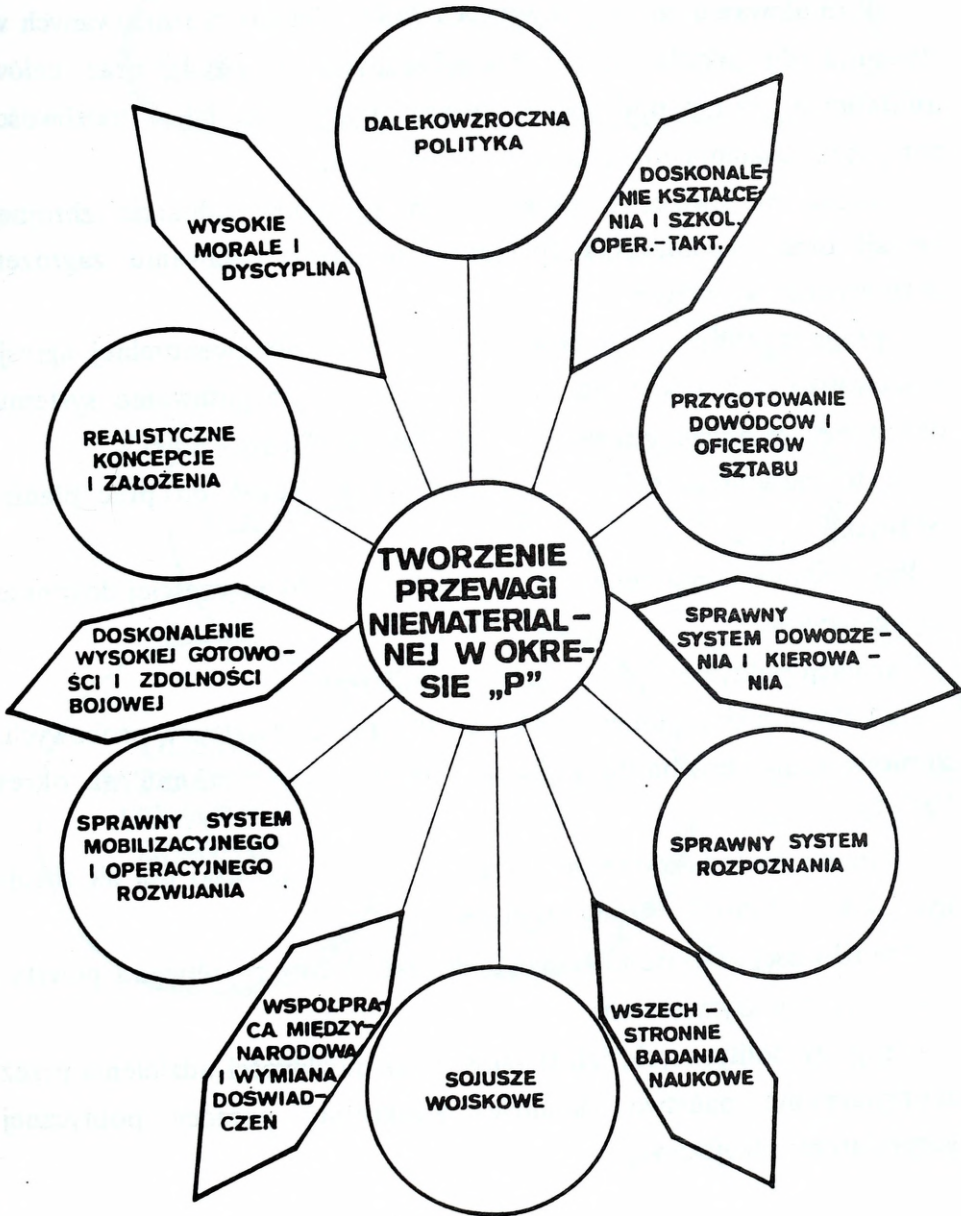 DALEKOWZROCZNA
POLITYKA
DOSKONALE-
NIE KSZTAŁCE-
NIA I SZKOL.
OPER.-TAKT.
WYSOKIE
MORALE I
DYSCYPLINA
PRZYGOTOWANIE
DOWÓDCÓW I
OFICERÓW
SZTABU
REALISTYCZNE
KONCEPCJE
I ZAŁOŻENIA
TWORZENIE
PRZEWAGI
NIEMATERIAL-
NEJ W OKRE-
SIE „P”
SPRAWNY
SYSTEM DOWODZE-
NIA I KIEROWA-
NIA
DOSKONALENIE
WYSOKIEJ GOTOWO-
ŚCI I ZDOLNOŚCI
BOJOWEJ
SPRAWNY SYSTEM
MOBILIZACYJNEGO
I OPERACYJNEGO
ROZWIJANIA
SPRAWNY SYSTEM
ROZPOZNANIA
WSPÓŁPRA-
CA MIĘDZY-
NARODOWA
I WYMIANA
DOŚWIAD-
CZEŃ
SOJUSZE
WOJSKOWE
WSZECH-
STRONNE
BADANIA
NAUKOWE